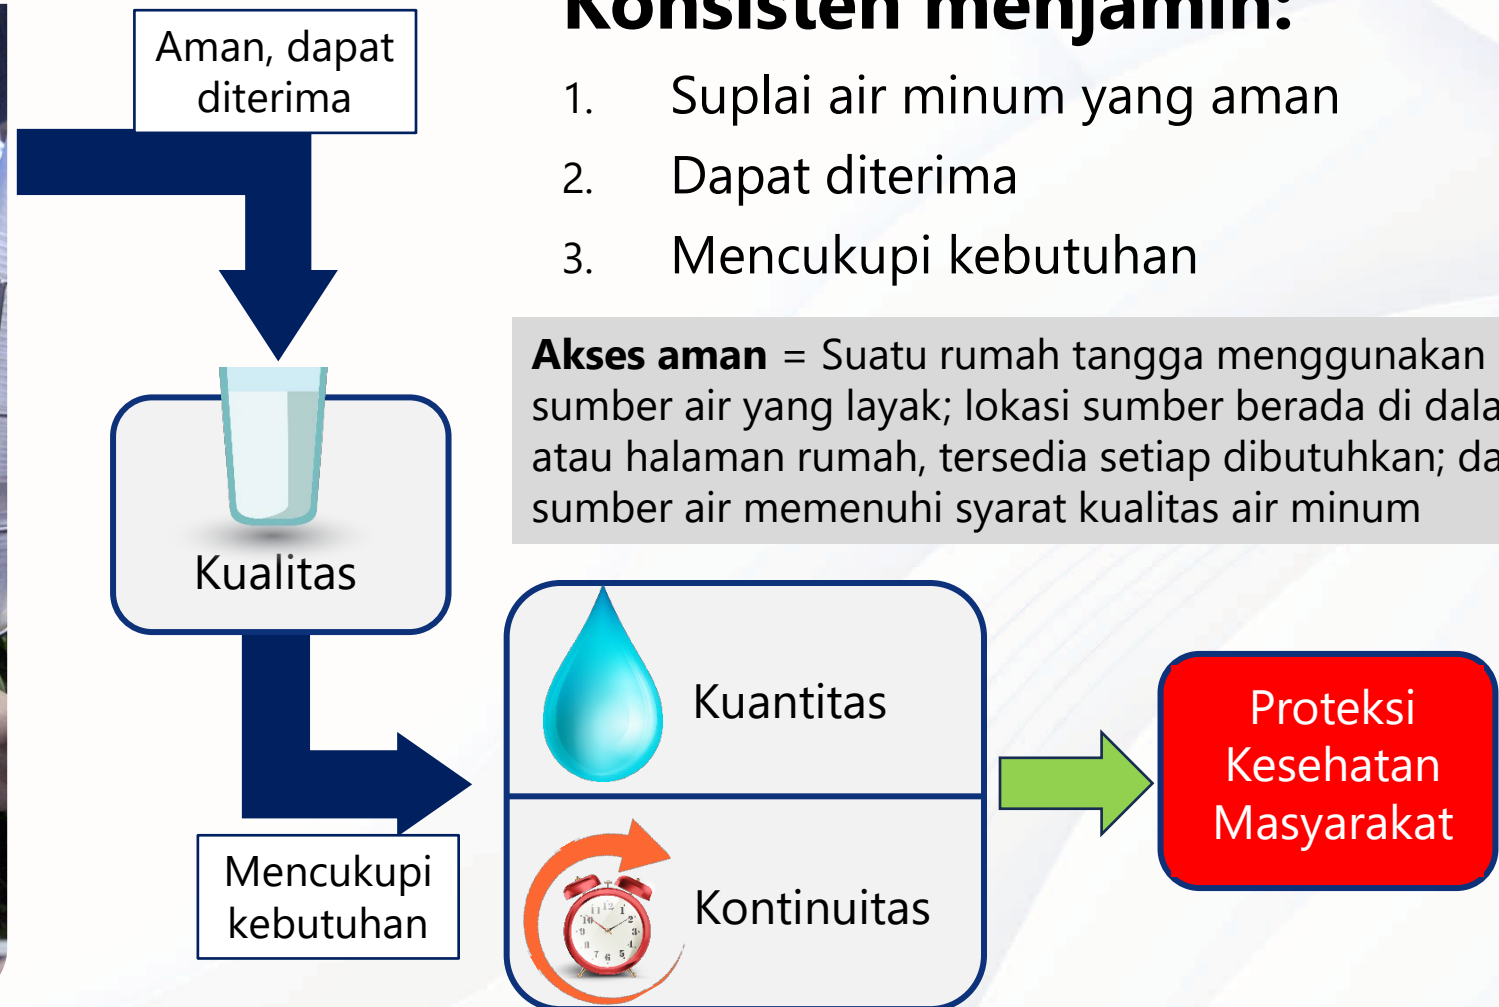 Konsisten menjamin:
1. Suplai air minum yang aman
2. Dapat diterima
3. Mencukupi kebutuhan
Aman, dapat
diterima
Akses aman = Suatu rumah tangga menggunakan
sumber air yang layak; lokasi sumber berada di dala
atau halaman rumah, tersedia setiap dibutuhkan; da
sumber air memenuhi syarat kualitas air minum
Kualitas
Kuantitas
Kontinuitas
Mencukupi
kebutuhan
Proteksi
Kesehatan
Masyarakat